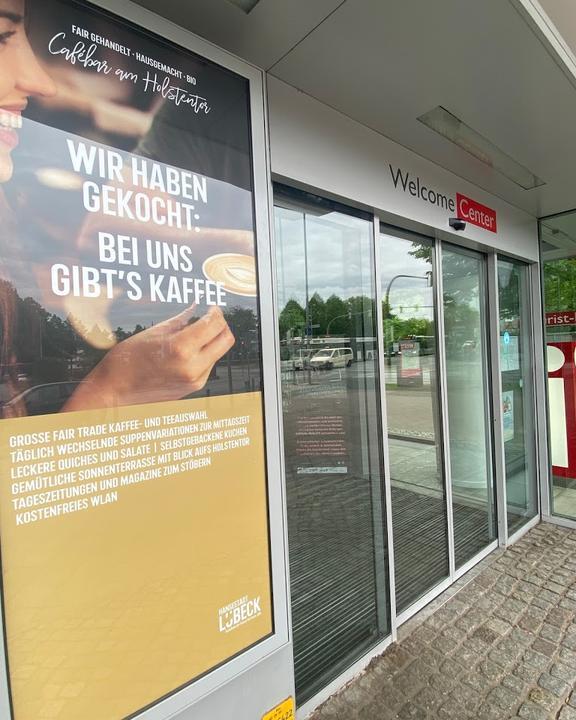 FAIR GEHANDELT · HAUSGEMACHT · BIO
Cafébar am Holstentor
WIR HABEN
GEKOCHT:
BEI UNS
GIBT'S KAFFEE
GROSSE FAIR TRADE KAFFEE- UND TEEAUSWAHL
TÄGLICH WECHSELNDE SUPPENVARIATIONEN ZUR MITTAGSZEIT
LECKERE QUICHES UND SALATE | SELBSTGEBACKENE KUCHEN
GEMÜTLICHE SONNENTERRASSE MIT BLICK AUFS HOLSTENTOR
TAGESZEITUNGEN UND MAGAZINE ZUM STÖBERN
KOSTENFREIES WLAN
HANSESTADT
LÜBECK
Welcome Center
rist-
i